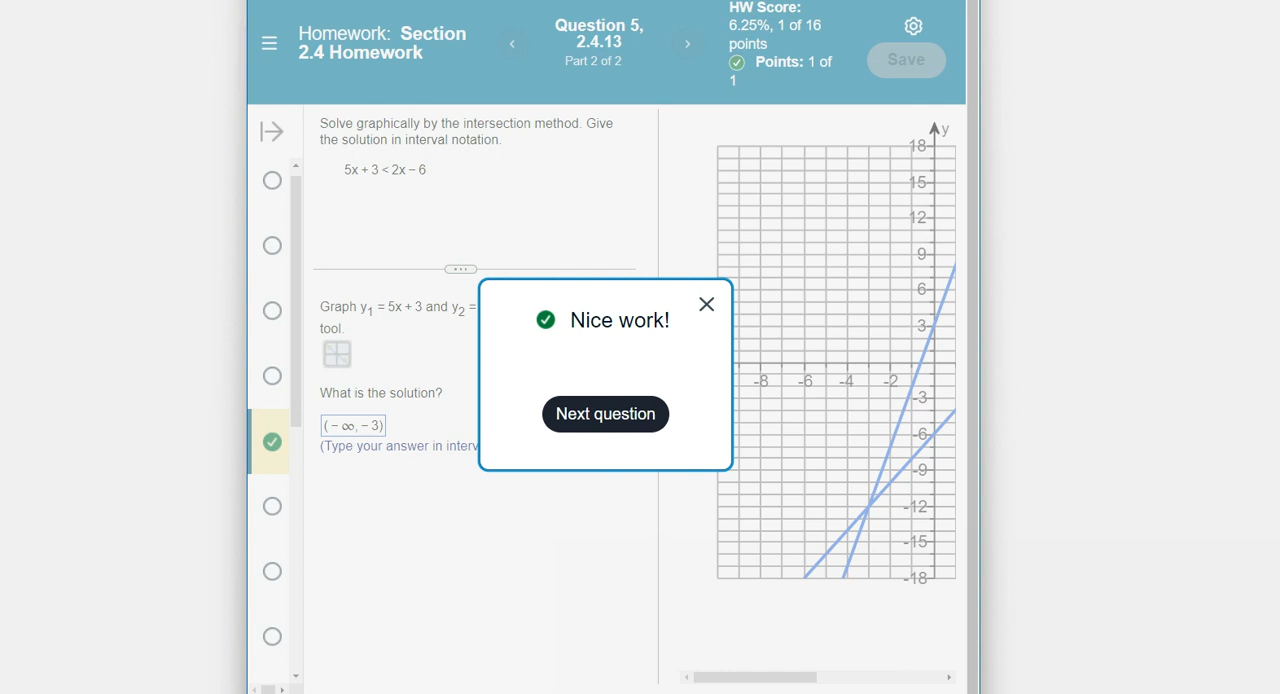 Homework: Section
2.4 Homework
Question 5,
2.4.13
Part 2 of 2
HW Score:
6.25%, 1 of 16
points
Points: 1 of
1
Save
Solve graphically by the intersection method. Give
the solution in interval notation.
5x + 3 < 2x − 6
Graph y₁ = 5x + 3 and y₂ =
tool.
What is the solution?
(− ∞, − 3)
(Type your answer in interv
Nice work!
Next question
y
18
15
12
9
6
3
-8 -6 -4 -2
-3
-6
-9
-12
-15
-18